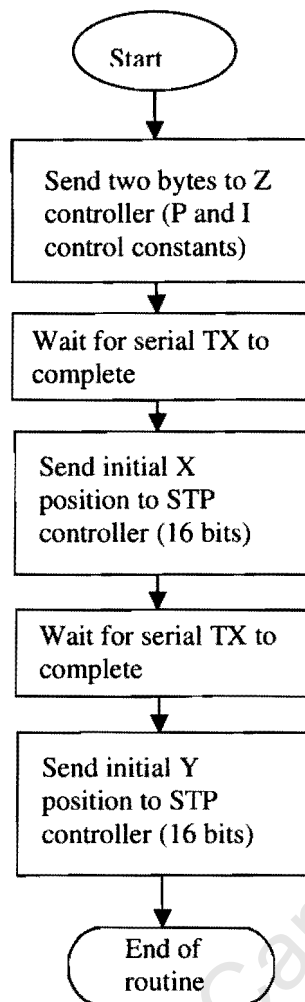 Start
Send two bytes to Z
controller (P and I
control constants)
Wait for serial TX to
complete
Send initial X
position to STP
controller (16 bits)
Wait for serial TX to
complete
Send initial Y
position to STP
controller (16 bits)
End of
routine